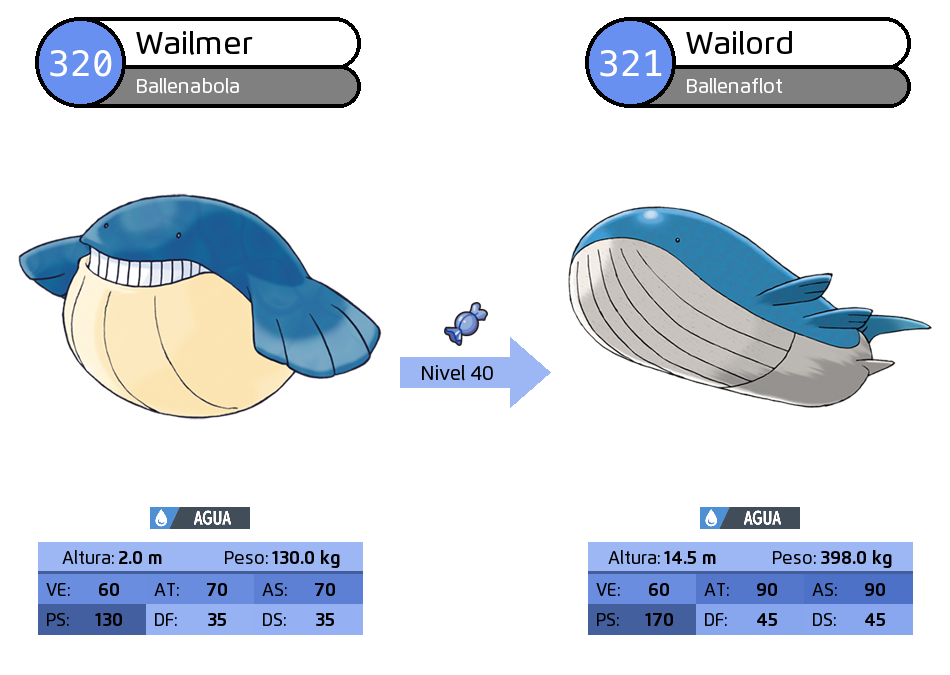 320
Wailmer
Ballenabola
321
Wailord
Ballenaflot
Nivel 40
AGUA
Altura: 2.0 m Peso: 130.0 kg
VE: 60 AT: 70 AS: 70
PS: 130 DF: 35 DS: 35
AGUA
Altura: 14.5 m Peso: 398.0 kg
VE: 60 AT: 90 AS: 90
PS: 170 DF: 45 DS: 45